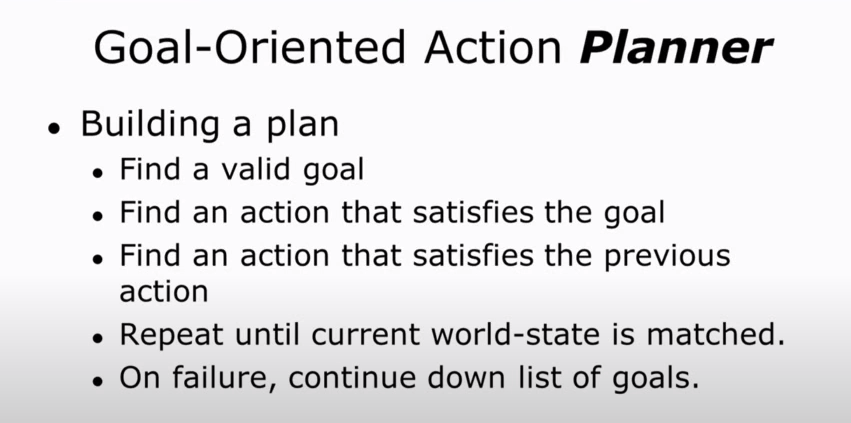 Goal-Oriented Action Planner
• Building a plan
• Find a valid goal
• Find an action that satisfies the goal
• Find an action that satisfies the previous
action
• Repeat until current world-state is matched.
• On failure, continue down list of goals.